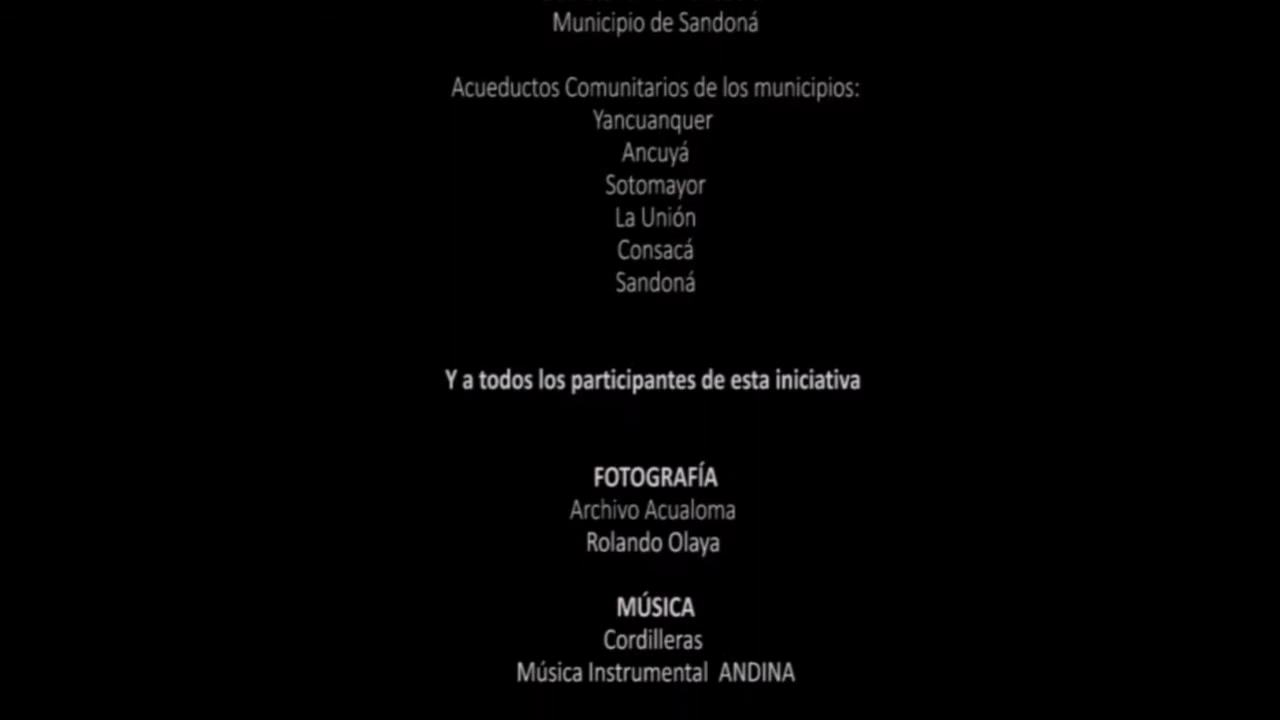 Municipio de Sandoná
Acueductos Comunitarios de los municipios:
Yancuanquer
Ancuyá
Sotomayor
La Unión
Consacá
Sandoná
Y a todos los participantes de esta iniciativa
FOTOGRAFÍA
Archivo Acualoma
Rolando Olaya
MÚSICA
Cordilleras
Música Instrumental ANDINA